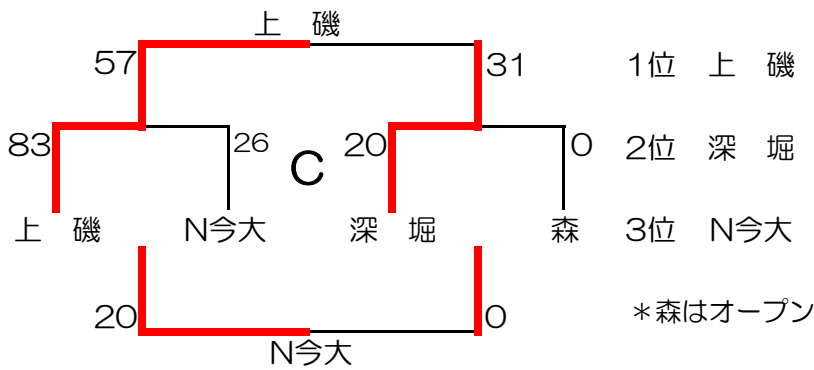 上　磯
57
31
1位　上　磯
83
26
C
20
0
2位　深　堀
上　磯
N今大
深　堀
森
3位　N今大
20
0
＊森はオープン
N今大